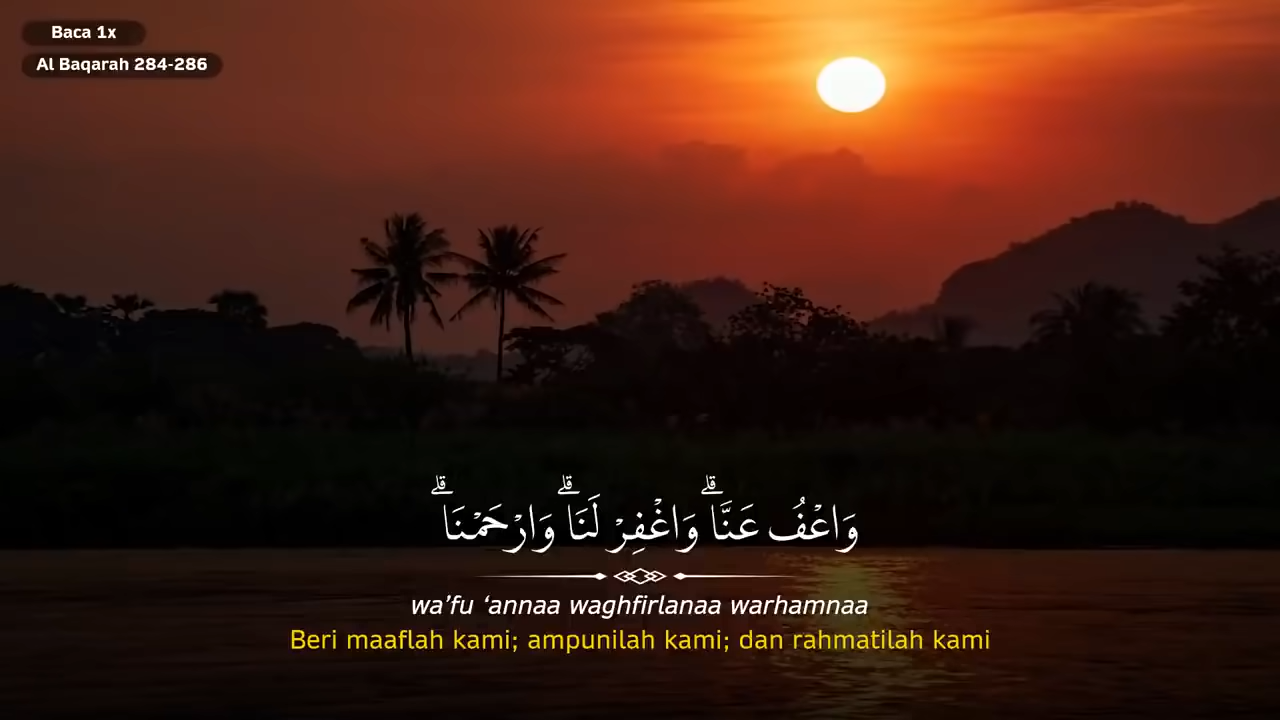 Baca 1x
Al Baqarah 284-286
وَاعْفُ عَنَّاۗ وَاغْفِرْ لَنَاۗ وَارْحَمْنَاۗ
wa’fu ‘annaa waghfirlanaa warhamnaa
Beri maaflah kami; ampunilah kami; dan rahmatilah kami